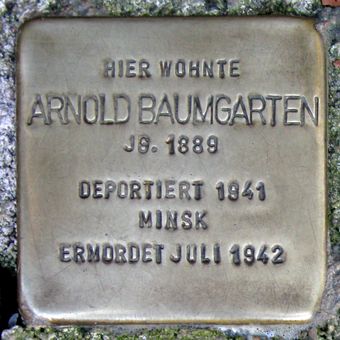 HIER WOHNTE
ARNOLD BAUMGARTEN
JG. 1889
DEPORTIERT 1941
MINSK
ERMORDET JULI 1942